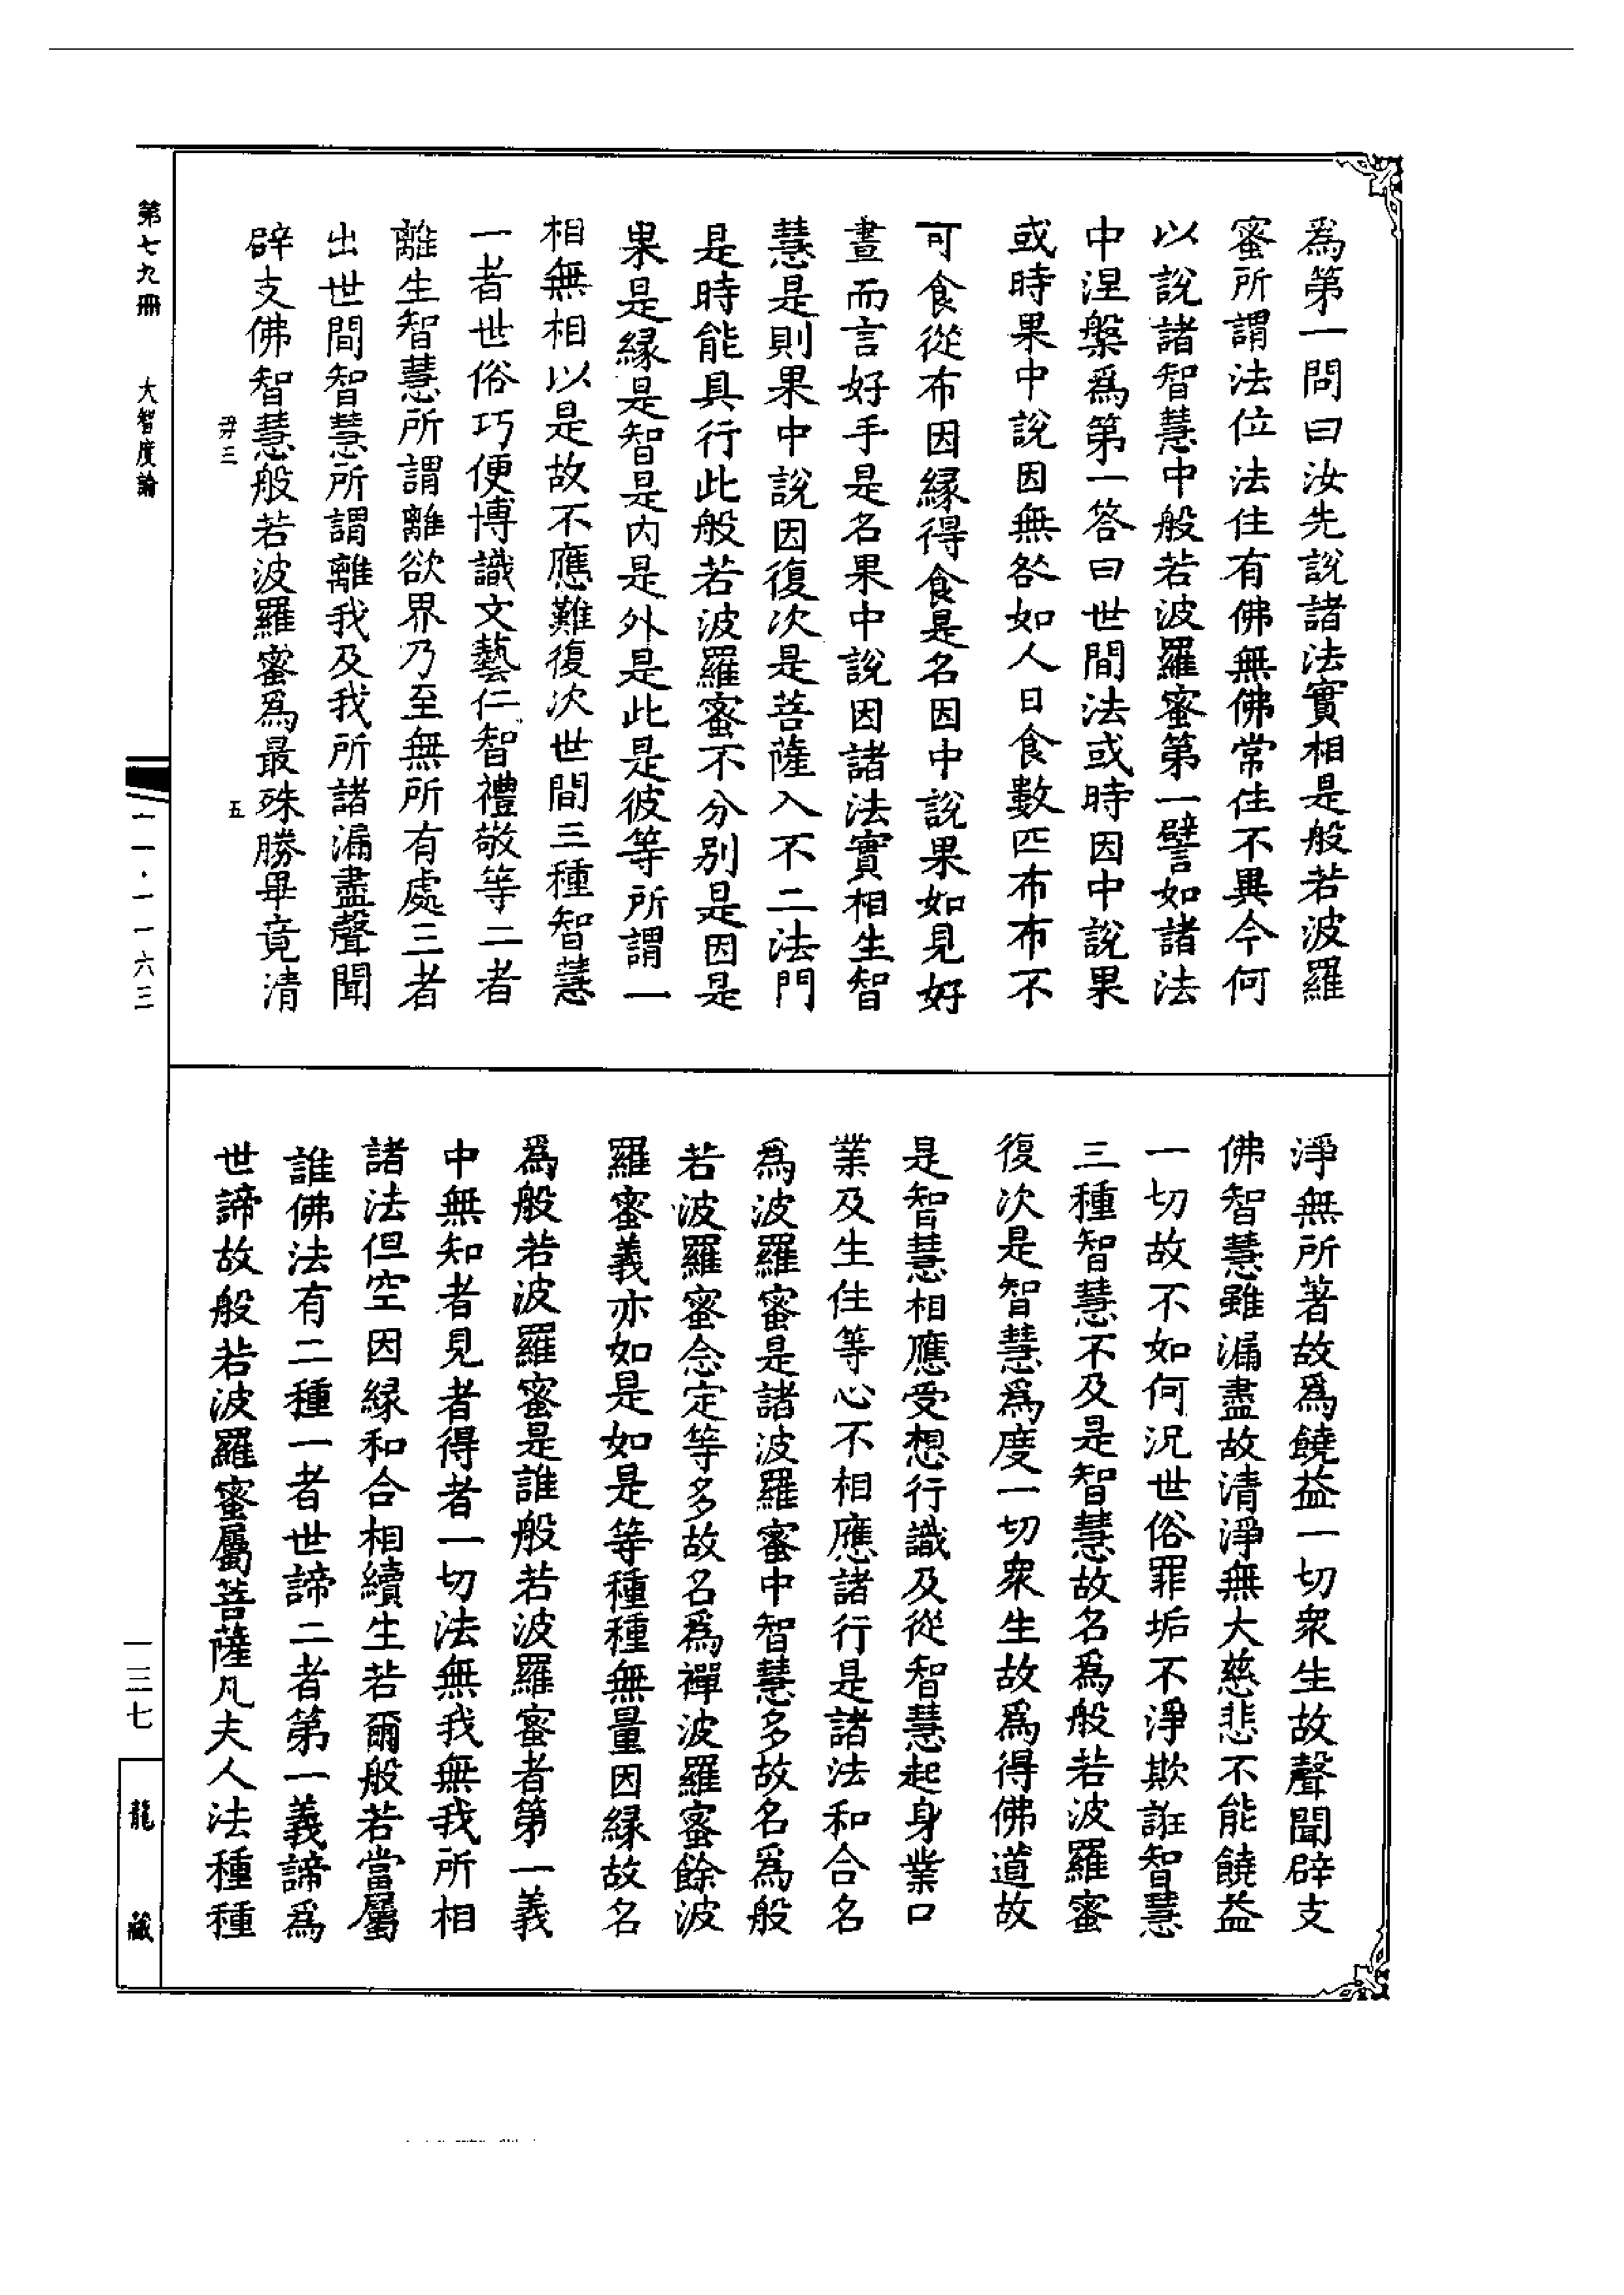 為第一問曰汝先說諸法實相是般若波羅
蜜所謂法位法住有佛無佛常住不異今何
以說諸智慧中般若波羅蜜第一譬如諸法
中涅槃為第一答曰世間法或時因中說果
或時果中說因無咎如人日食數匹布布不
可食從布因緣得食是名因中說果如見好
畫而言好手是名果中說因諸法實相生智
慧是則果中說因復次是菩薩入不二法門
是時能具行此般若波羅蜜不分別是因是
果是緣是智是內是外是此是彼等所謂一
相無相以是故不應難復次世間三種智慧
一者世俗巧便博識文藝仁智禮敬等二者
離生智慧所謂離欲界乃至無所有處三者
出世間智慧所謂離我及我所諸漏盡聲聞
辟支佛智慧般若波羅蜜為最殊勝畢竟清
五
淨無所著故為饒益一切眾生故聲聞辟支
佛智慧雖漏盡故清淨無大慈悲不能饒益
一切故不如何況世俗罪垢不淨欺誑智慧
三種智慧不及是智慧故名為般若波羅蜜
復次是智慧為度一切眾生故為得佛道故
是智慧相應受想行識及從智慧起身業口
業及生住等心不相應諸行是諸法和合名
為波羅蜜是諸波羅蜜中智慧多故名為般
若波羅蜜念定等多故名為禪波羅蜜餘波
羅蜜義亦如是如是等種種無量因緣故名
為般若波羅蜜是誰般若波羅蜜者第一義
中無知者見者得者一切法無我無我所相
諸法但空因緣和合相續生若爾般若當屬
誰佛法有二種一者世諦二者第一義諦為
世諦故般若波羅蜜屬菩薩凡夫人法種種
第七九冊 大智度論
一一·一一六三
一三七
龍藏